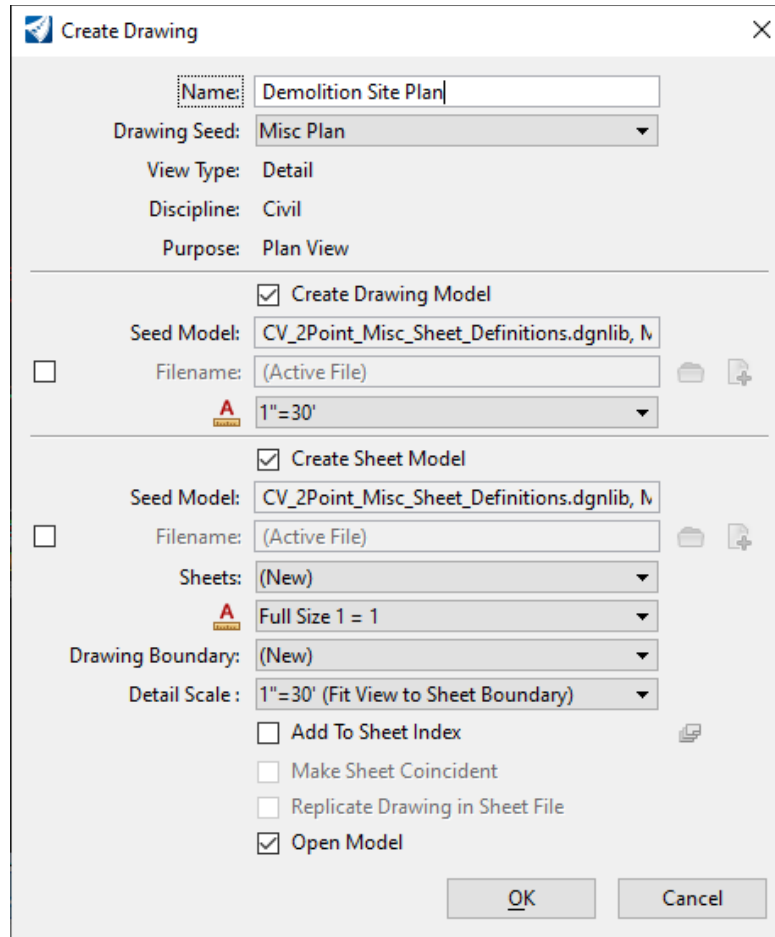 Create Drawing
Name: Demolition Site Plan
Drawing Seed: Misc Plan
View Type: Detail
Discipline: Civil
Purpose: Plan View
Create Drawing Model
Seed Model: CV_2Point_Misc_Sheet_Definitions.dgnlib, M
Filename: (Active File)
A 1"=30'
Create Sheet Model
Seed Model: CV_2Point_Misc_Sheet_Definitions.dgnlib, M
Filename: (Active File)
Sheets: (New)
A Full Size 1 = 1
Drawing Boundary: (New)
Detail Scale : 1"=30' (Fit View to Sheet Boundary)
Add To Sheet Index
Make Sheet Coincident
Replicate Drawing in Sheet File
Open Model
OK Cancel